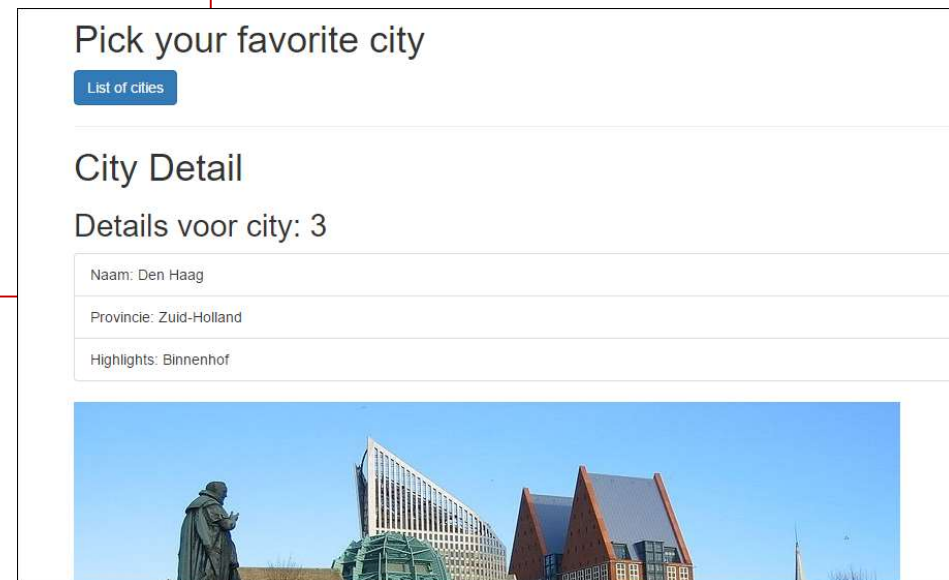 Pick your favorite city
List of cities
City Detail
Details voor city: 3
Naam: Den Haag
Provincie: Zuid-Holland
Highlights: Binnenhof